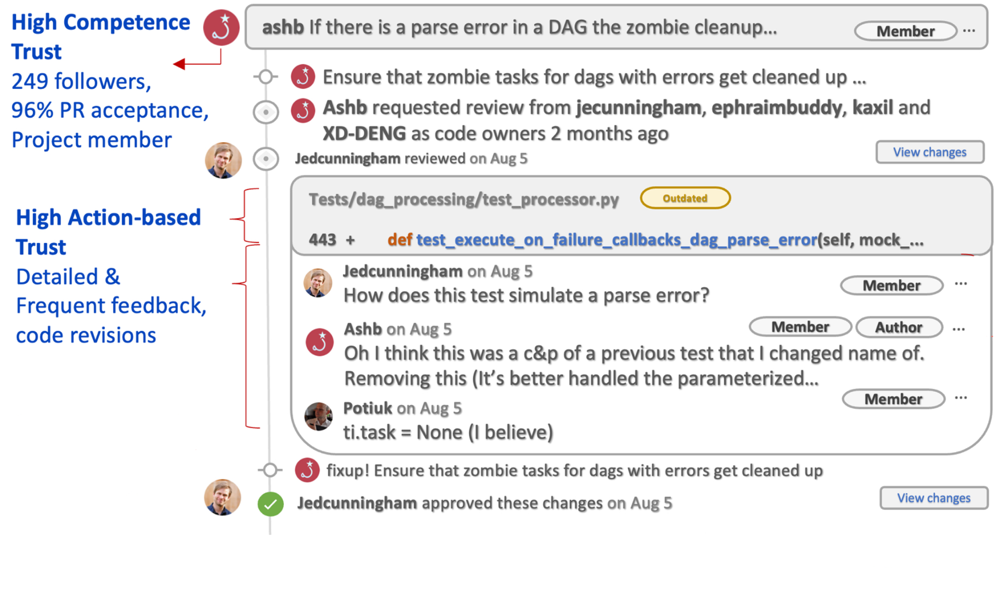 High Competence
Trust
249 followers,
96% PR acceptance,
Project member
ashb If there is a parse error in a DAG the zombie cleanup...
Member ...
Ensure that zombie tasks for dags with errors get cleaned up ...
Ashb requested review from jecunningham, ephraimbuddy, kaxil and
XD-DENG as code owners 2 months ago
Jedcunningham reviewed on Aug 5
View changes
High Action-based
Trust
Detailed &
Frequent feedback,
code revisions
Tests/dag_processing/test_processor.py
Outdated
443 + def test_execute_on_failure_callbacks_dag_parse_error(self, mock_...
Jedcunningham on Aug 5
Member ...
How does this test simulate a parse error?
Ashb on Aug 5
Member Author ...
Oh I think this was a c&p of a previous test that I changed name of.
Removing this (It’s better handled the parameterized...
Potiuk on Aug 5
Member ...
ti.task = None (I believe)
fixup! Ensure that zombie tasks for dags with errors get cleaned up
Jedcunningham approved these changes on Aug 5
View changes